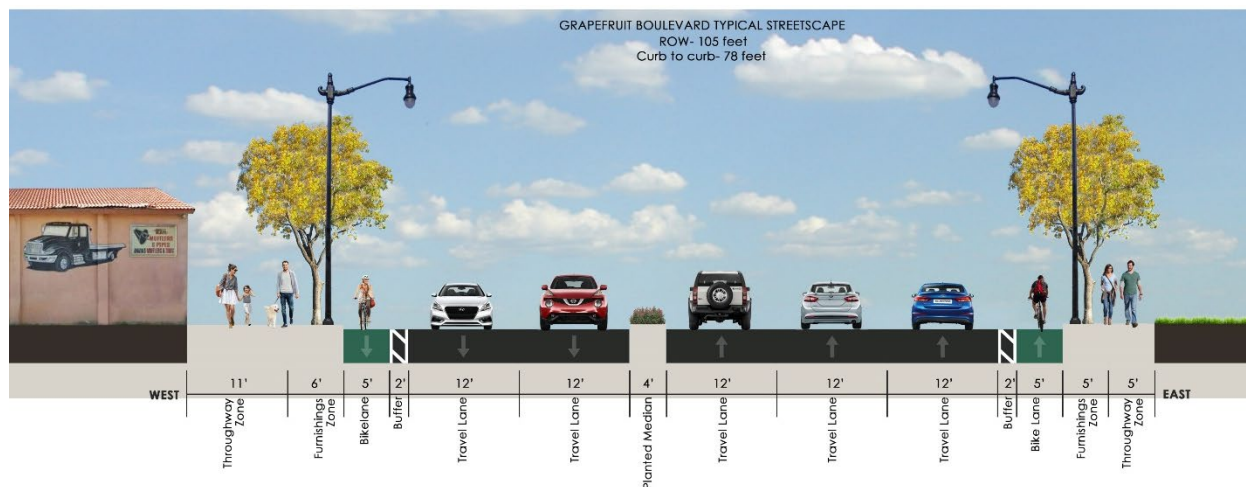 GRAPEFRUIT BOULEVARD TYPICAL STREETSCAPE
ROW- 105 feet
Curb to curb- 78 feet
WEST
11'
6'
5'
2'
12'
12'
4'
12'
12'
12'
2'
5'
5'
5'
EAST
Throughway
Zone
Furnishings
Zone
Bikelane
Buffer
Travel Lane
Travel Lane
Planted Median
Travel Lane
Travel Lane
Travel Lane
Buffer
Bike Lane
Furnishings
Zone
Throughway
Zone